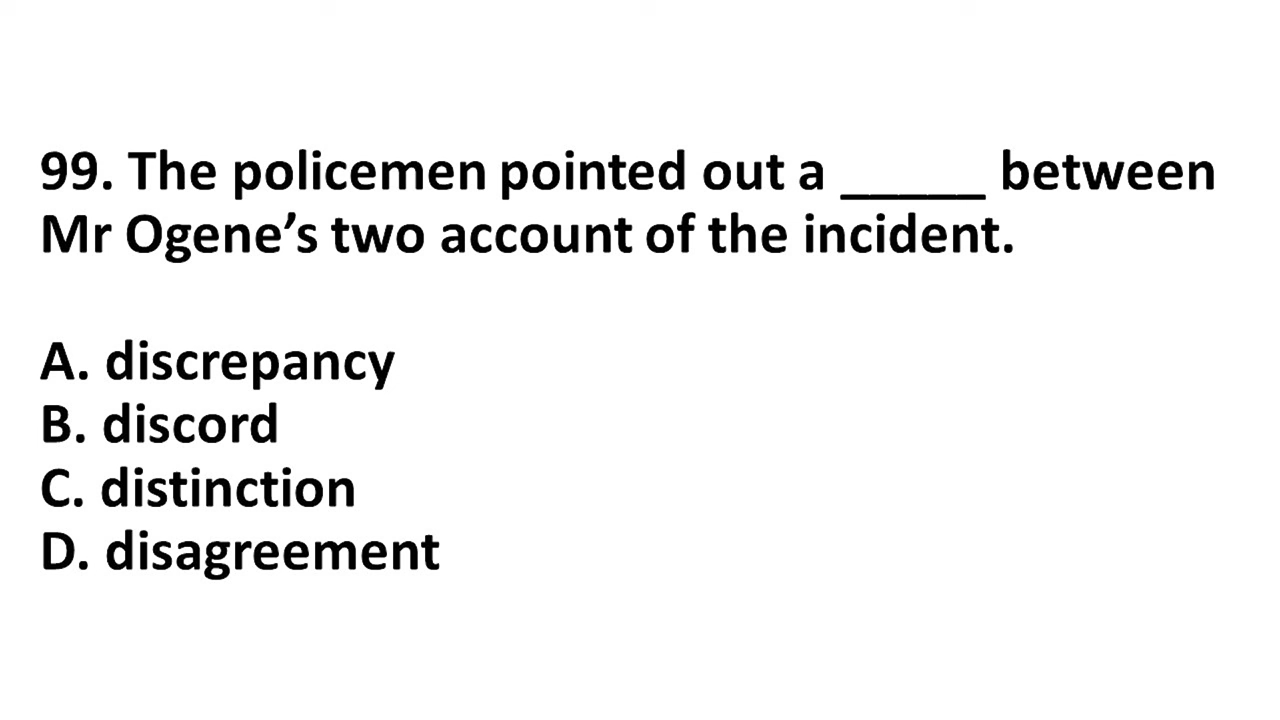 99. The policemen pointed out a _____ between
Mr Ogene’s two account of the incident.
A. discrepancy
B. discord
C. distinction
D. disagreement